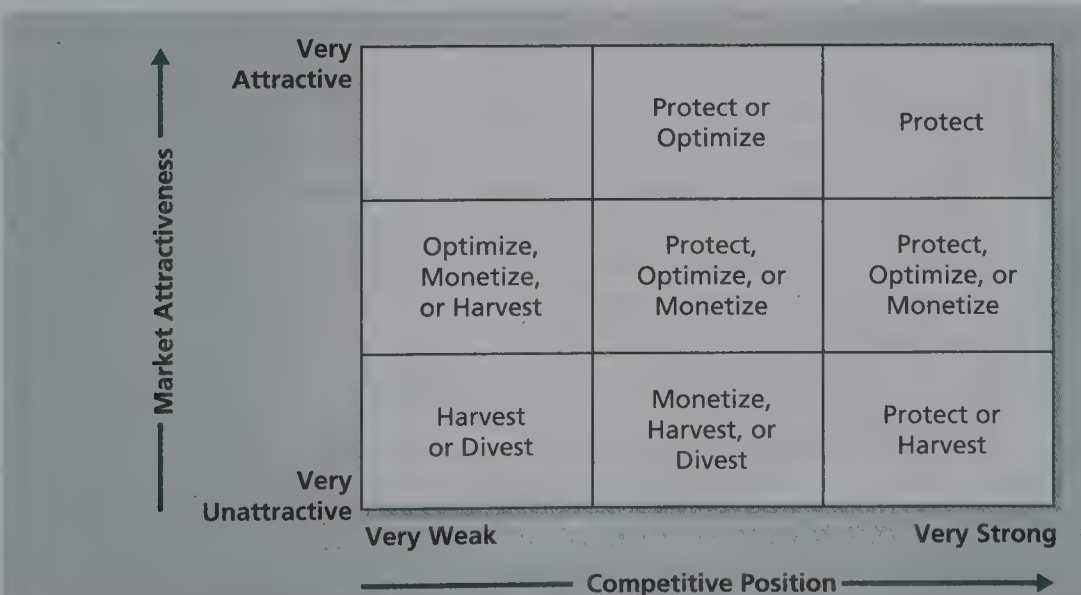 Very
Attractive
Protect or
Optimize
Protect
Market Attractiveness
Optimize,
Monetize,
or Harvest
Protect,
Optimize, or
Monetize
Protect,
Optimize, or
Monetize
Harvest
or Divest
Monetize,
Harvest, or
Divest
Protect or
Harvest
Very
Unattractive
Very Weak
Very Strong
Competitive Position